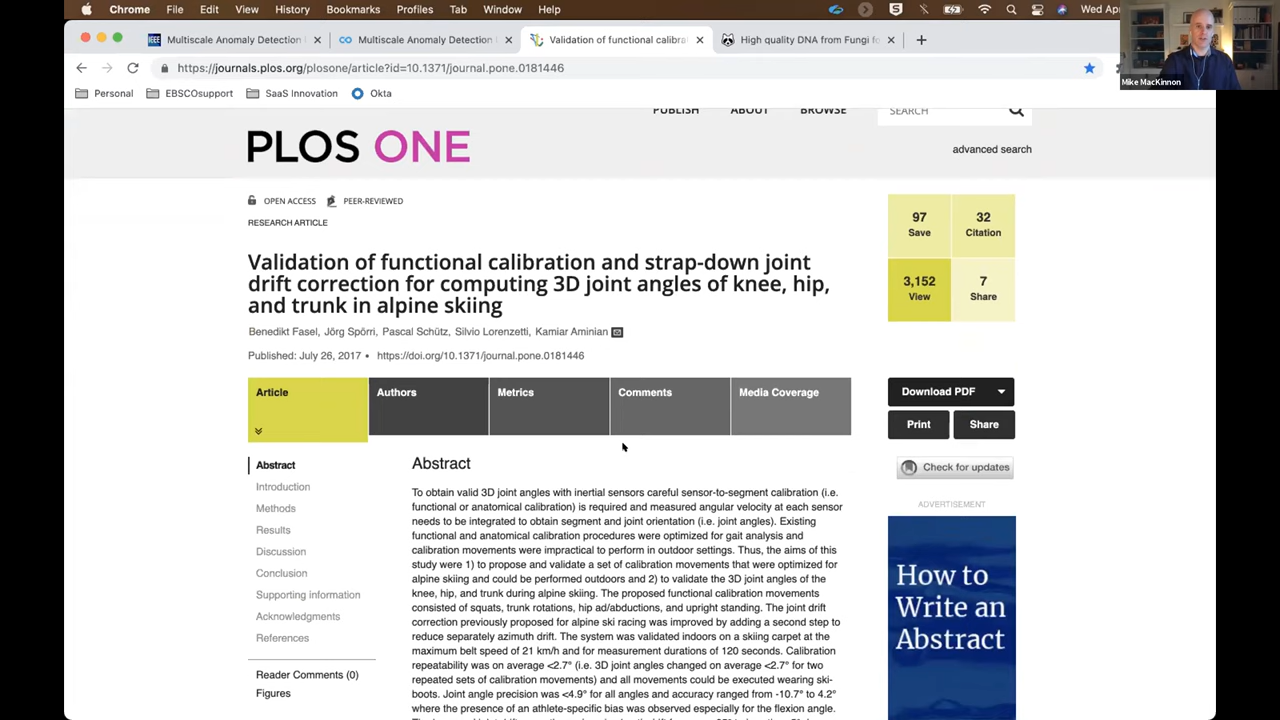 Chrome File Edit View History Bookmarks Profiles Tab Window Help
Wed Apr
Multiscale Anomaly Detection
Multiscale Anomaly Detection
Validation of functional calibra
High quality DNA from Fungi fo
https://journals.plos.org/plosone/article?id=10.1371/journal.pone.0181446
Personal EBSCOsupport SaaS Innovation Okta
Mike MacKinnon
PUBLISH ABOUT BROWSE SEARCH
PLOS ONE
advanced search
OPEN ACCESS PEER-REVIEWED
RESEARCH ARTICLE
Validation of functional calibration and strap-down joint
drift correction for computing 3D joint angles of knee, hip,
and trunk in alpine skiing
Benedikt Fasel, Jörg Spörri, Pascal Schütz, Silvio Lorenzetti, Kamiar Aminian
Published: July 26, 2017 • https://doi.org/10.1371/journal.pone.0181446
97 32
Save Citation
3,152 7
View Share
Article Authors Metrics Comments Media Coverage
Download PDF
Print Share
Check for updates
Abstract
Introduction
Methods
Results
Discussion
Conclusion
Supporting information
Acknowledgments
References
Reader Comments (0)
Figures
Abstract
To obtain valid 3D joint angles with inertial sensors careful sensor-to-segment calibration (i.e.
functional or anatomical calibration) is required and measured angular velocity at each sensor
needs to be integrated to obtain segment and joint orientation (i.e. joint angles). Existing
functional and anatomical calibration procedures were optimized for gait analysis and
calibration movements were impractical to perform in outdoor settings. Thus, the aims of this
study were 1) to propose and validate a set of calibration movements that were optimized for
alpine skiing and could be performed outdoors and 2) to validate the 3D joint angles of the
knee, hip, and trunk during alpine skiing. The proposed functional calibration movements
consisted of squats, trunk rotations, hip ad/abductions, and upright standing. The joint drift
correction previously proposed for alpine ski racing was improved by adding a second step to
reduce separately azimuth drift. The system was validated indoors on a skiing carpet at the
maximum belt speed of 21 km/h and for measurement durations of 120 seconds. Calibration
repeatability was on average <2.7° (i.e. 3D joint angles changed on average <2.7° for two
repeated sets of calibration movements) and all movements could be executed wearing ski-
boots. Joint angle precision was <4.9° for all angles and accuracy ranged from -10.7° to 4.2°
where the presence of an athlete-specific bias was observed especially for the flexion angle.
ADVERTISEMENT
How to
Write an
Abstract